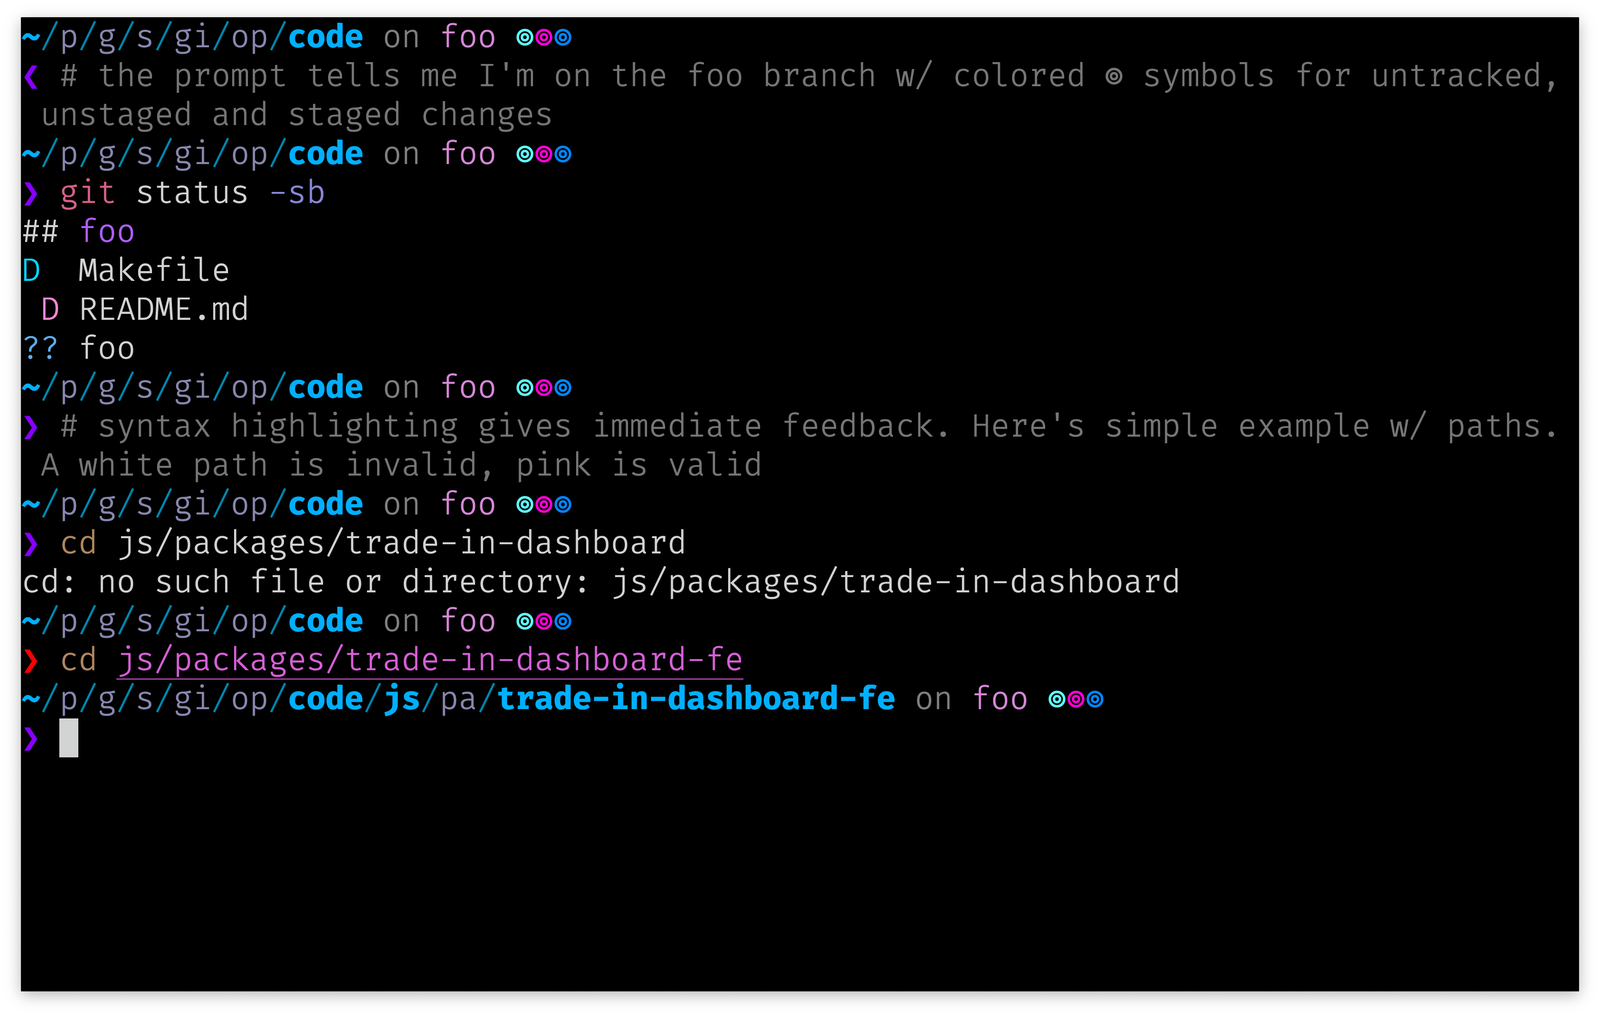 ~/p/g/s/gi/op/code on foo ⊚⊚⊚
❮ # the prompt tells me I'm on the foo branch w/ colored ⊚ symbols for untracked,
unstaged and staged changes
~/p/g/s/gi/op/code on foo ⊚⊚⊚
❯ git status -sb
## foo
D  Makefile
 D README.md
?? foo
~/p/g/s/gi/op/code on foo ⊚⊚⊚
❯ # syntax highlighting gives immediate feedback. Here's simple example w/ paths.
A white path is invalid, pink is valid
~/p/g/s/gi/op/code on foo ⊚⊚⊚
❯ cd js/packages/trade-in-dashboard
cd: no such file or directory: js/packages/trade-in-dashboard
~/p/g/s/gi/op/code on foo ⊚⊚⊚
❯ cd js/packages/trade-in-dashboard-fe
~/p/g/s/gi/op/code/js/pa/trade-in-dashboard-fe on foo ⊚⊚⊚
❯